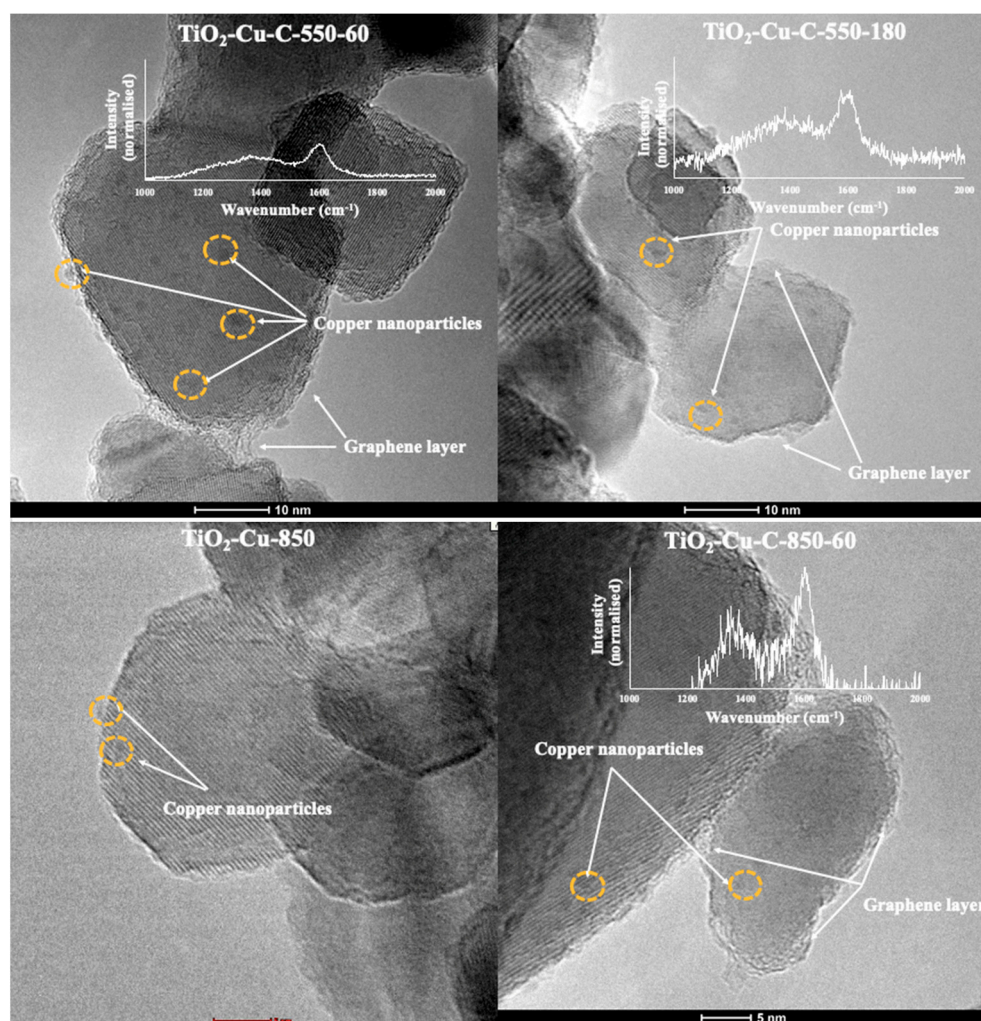 TiO₂-Cu-C-550-60
Intensity
(normalised)
1000 1200 1400 1600 1800 2000
Wavenumber (cm⁻¹)
Copper nanoparticles
Graphene layer
10 nm
TiO₂-Cu-C-550-180
Intensity
(normalised)
1000 1200 1400 1600 1800 2000
Wavenumber (cm⁻¹)
Copper nanoparticles
Graphene layer
10 nm
TiO₂-Cu-850
Copper nanoparticles
TiO₂-Cu-C-850-60
Intensity
(normalised)
1000 1200 1400 1600 1800 2000
Wavenumber (cm⁻¹)
Copper nanoparticles
Graphene layer
5 nm